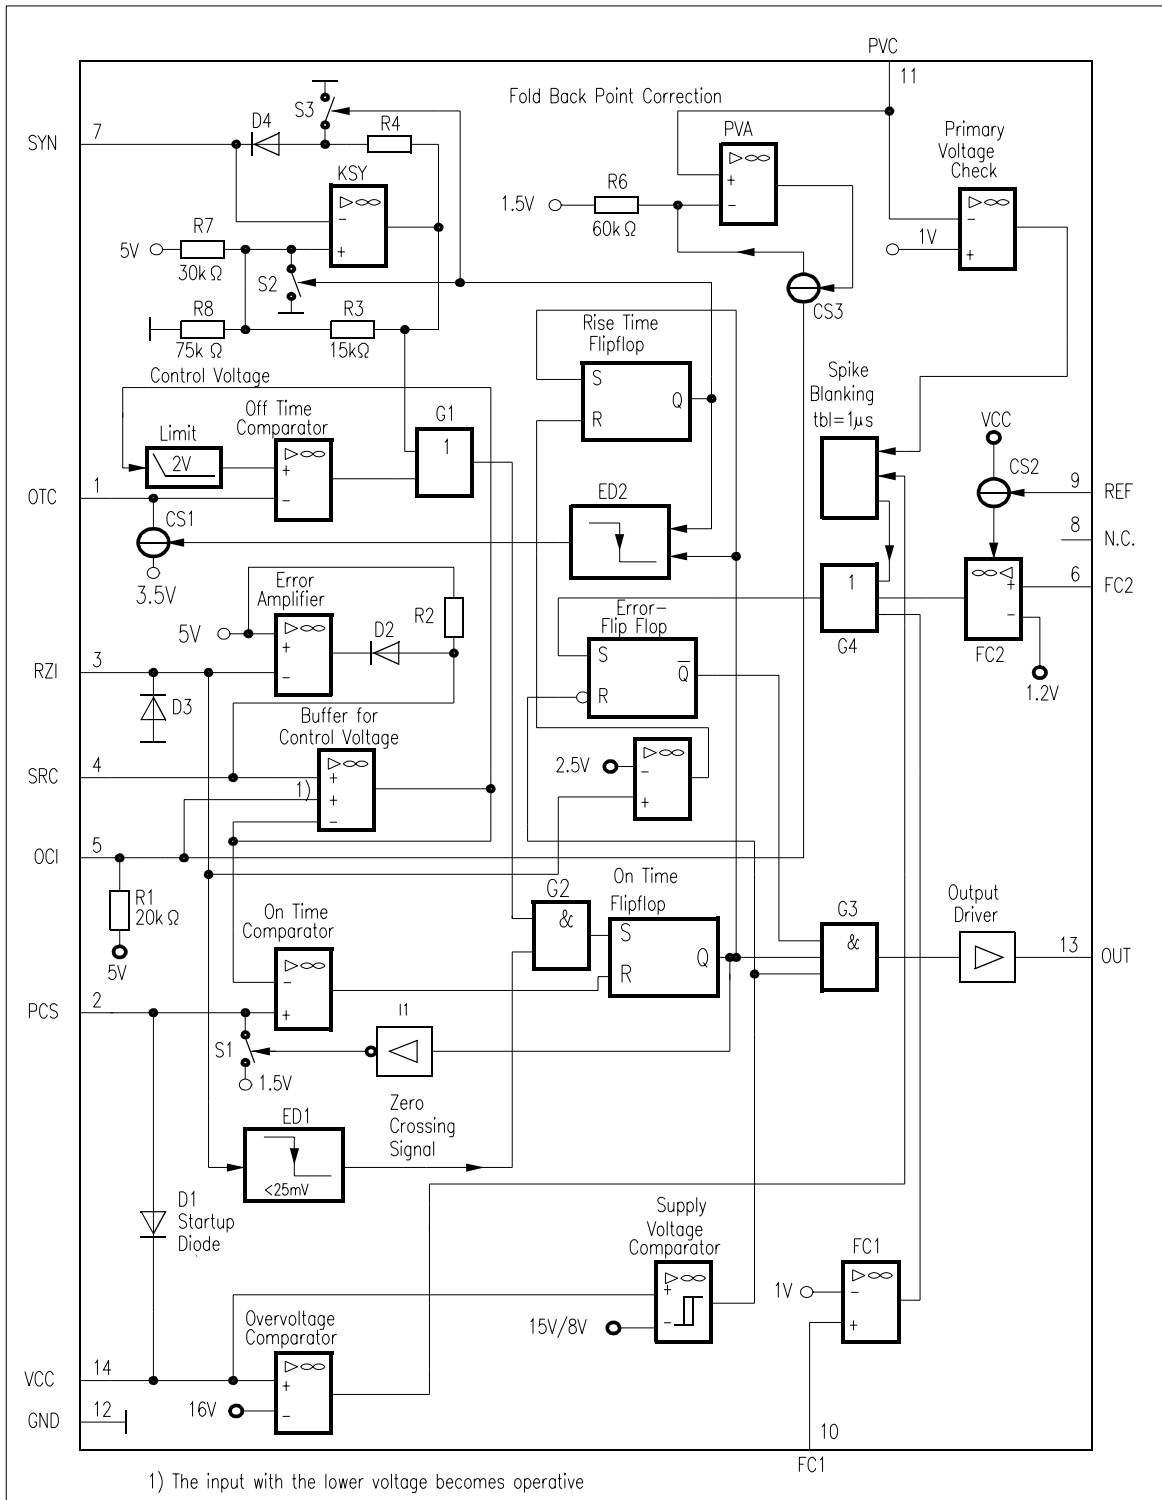 PVC
11
Fold Back Point Correction
S3
SYN
7
D4
R4
PVA
▷∞
+
−
Primary
Voltage
Check
▷∞
−
+
KSY
▷∞
−
+
R6
1.5V
60kΩ
1V
R7
5V
30kΩ
S2
CS3
R8
R3
75k Ω
15kΩ
Rise Time
Flipflop
S
R
Q
Spike
Blanking
tbl=1μs
Control Voltage
Off Time
Comparator
▷∞
+
−
G1
1
Limit
2V
VCC
CS2
OTC
1
CS1
3.5V
ED2
9
REF
8
N.C.
6
FC2
∞◁
+
−
FC2
1.2V
1
G4
Error
Amplifier
▷∞
+
−
5V
D2
R2
Error-
Flip Flop
S
R
Q̅
RZI
3
D3
Buffer for
Control Voltage
▷∞
+
+
−
1)
2.5V
▷∞
−
+
SRC
4
OCI
5
R1
20kΩ
5V
G2
&
On Time
Flipflop
S
R
Q
G3
&
Output
Driver
▷
13
OUT
On Time
Comparator
▷∞
−
+
PCS
2
S1
1.5V
I1
Zero
Crossing
Signal
ED1
<25mV
D1
Startup
Diode
Supply
Voltage
Comparator
▷∞
+
−
15V/8V
FC1
▷∞
−
+
1V
Overvoltage
Comparator
▷∞
+
−
16V
VCC
14
GND
12
10
FC1
1) The input with the lower voltage becomes operative